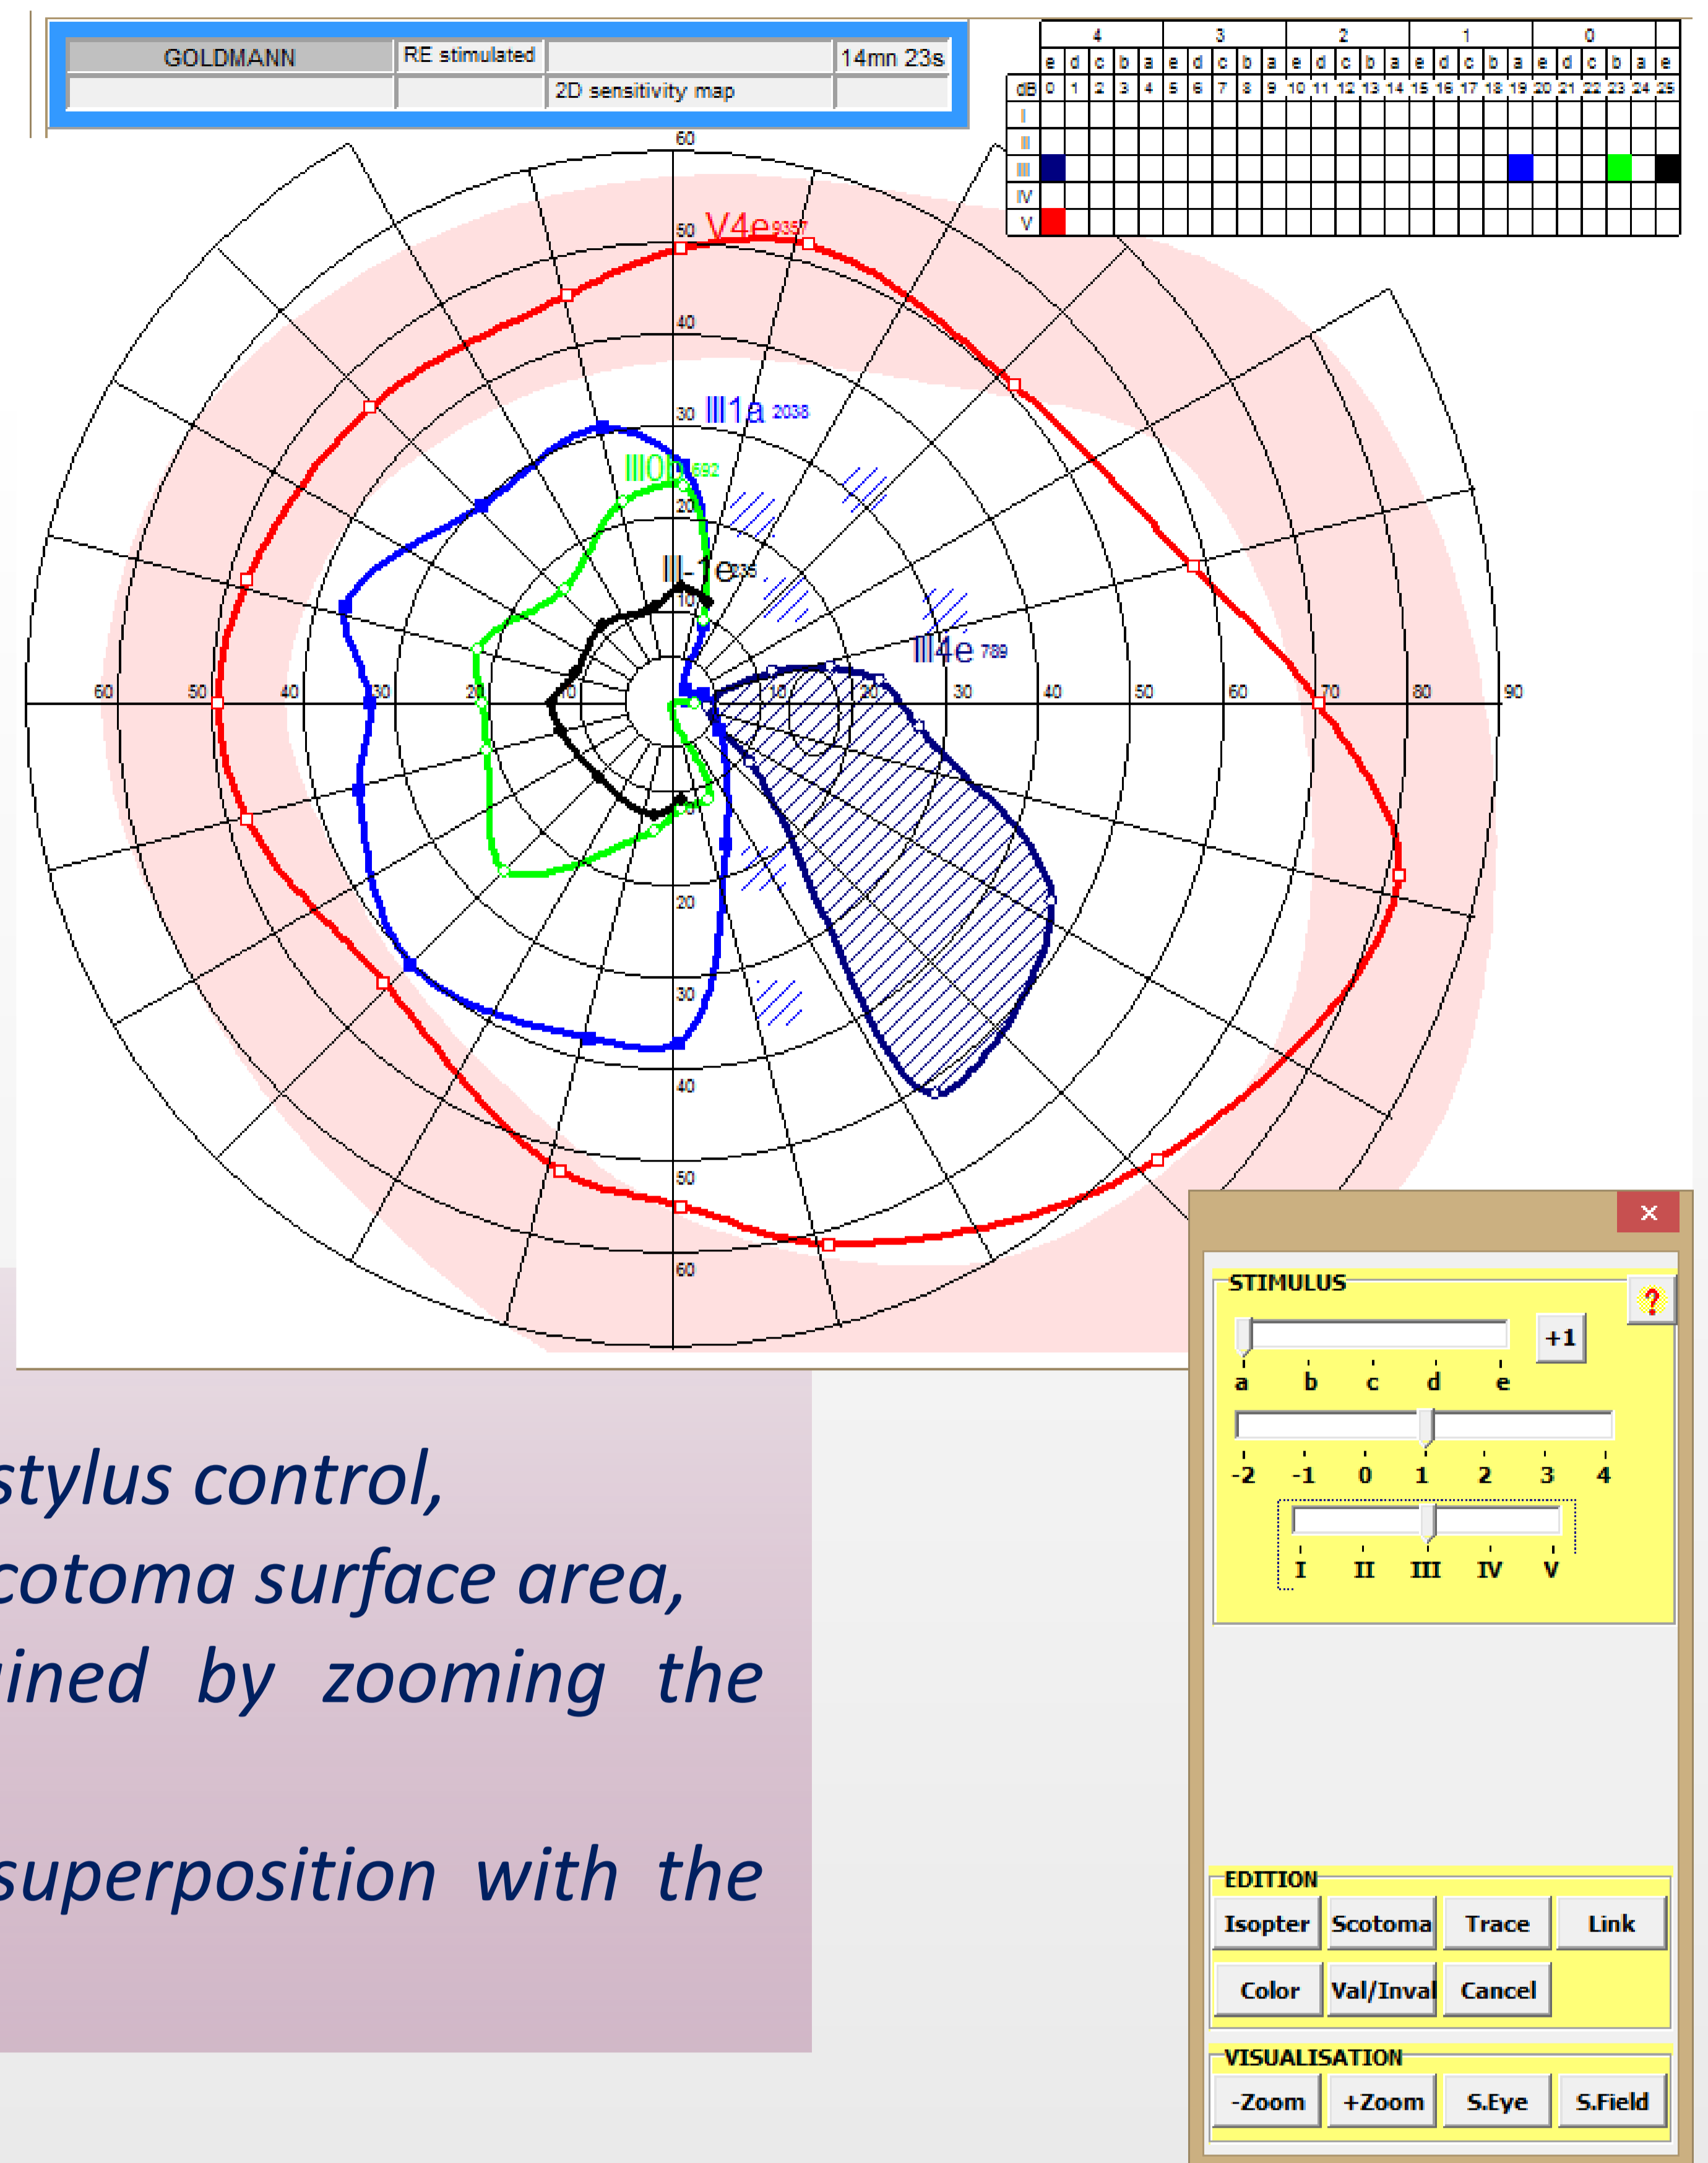 GOLDMANN RE stimulated 14mn 23s
2D sensitivity map
4 3 2 1 0
e d c b a e d c b a e d c b a e d c b a e d c b a e
dB 0 1 2 3 4 5 6 7 8 9 10 11 12 13 14 15 16 17 18 19 20 21 22 23 24 25
I
II
III
IV
V
60
50 V4e 9357
40
30 III1a 2038
III0b 692
20
III-1e 235
10
III4e 789
60 50 40 30 20 10 10 20 30 40 50 60 70 80 90
10
20
30
40
50
60
STIMULUS
?
+1
a b c d e
-2 -1 0 1 2 3 4
I II III IV V
stylus control,
cotoma surface area,
ined by zooming the
superposition with the
EDITION
Isopter Scotoma Trace Link
Color Val/Inval Cancel
VISUALISATION
-Zoom +Zoom S.Eye S.Field